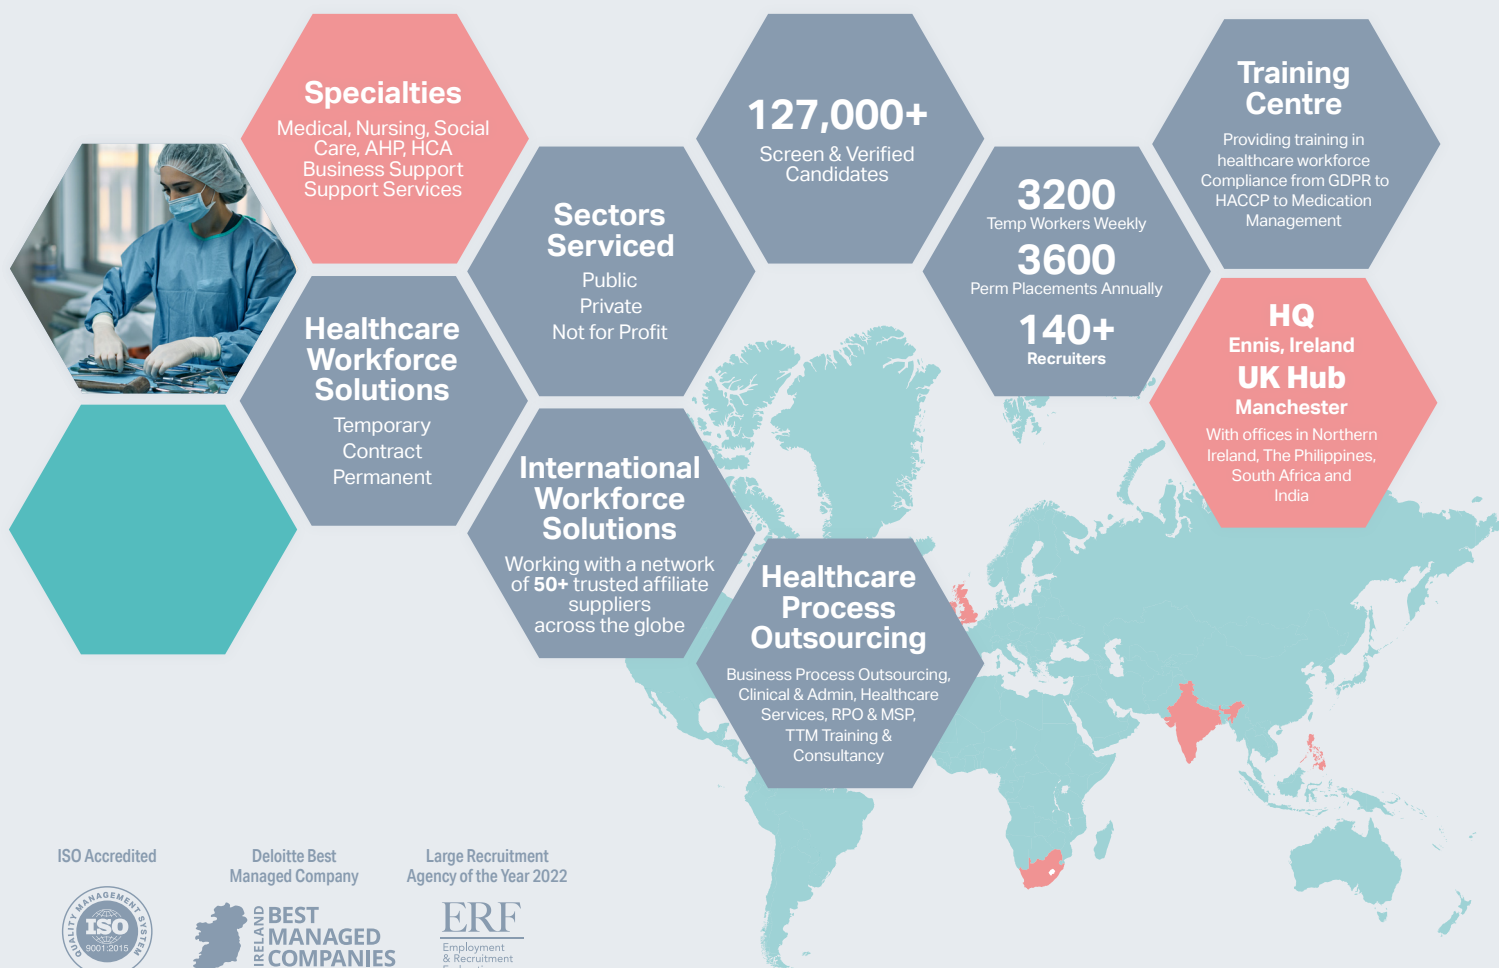 Specialties
Medical, Nursing, Social
Care, AHP, HCA
Business Support
Support Services
Healthcare
Workforce
Solutions
Temporary
Contract
Permanent
Sectors
Serviced
Public
Private
Not for Profit
International
Workforce
Solutions
Working with a network
of 50+ trusted affiliate
suppliers
across the globe
127,000+
Screen & Verified
Candidates
Healthcare
Process
Outsourcing
Business Process Outsourcing,
Clinical & Admin, Healthcare
Services, RPO & MSP,
TTM Training &
Consultancy
3200
Temp Workers Weekly
3600
Perm Placements Annually
140+
Recruiters
Training
Centre
Providing training in
healthcare workforce
Compliance from GDPR to
HACCP to Medication
Management
HQ
Ennis, Ireland
UK Hub
Manchester
With offices in Northern
Ireland, The Philippines,
South Africa and
India
ISO Accredited
QUALITY MANAGEMENT SYSTEM
ISO
9001:2015
Deloitte Best
Managed Company
IRELAND
BEST
MANAGED
COMPANIES
Large Recruitment
Agency of the Year 2022
ERF
Employment
& Recruitment